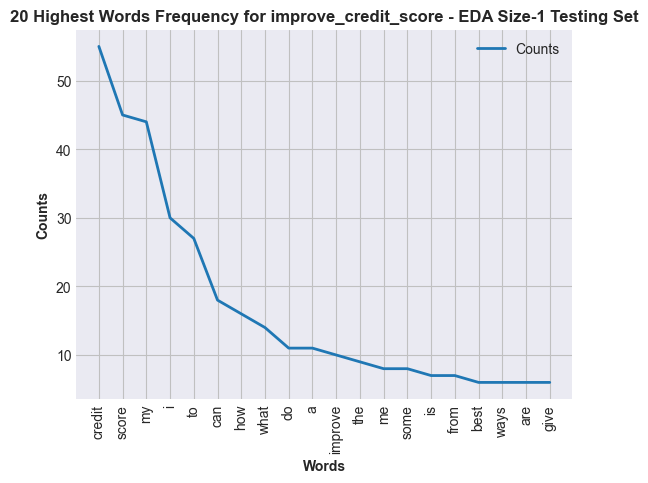 20 Highest Words Frequency for improve_credit_score - EDA Size-1 Testing Set
Counts
50
40
30
20
10
Counts
credit
score
my
i
to
can
how
what
do
a
improve
the
me
some
is
from
best
ways
are
give
Words